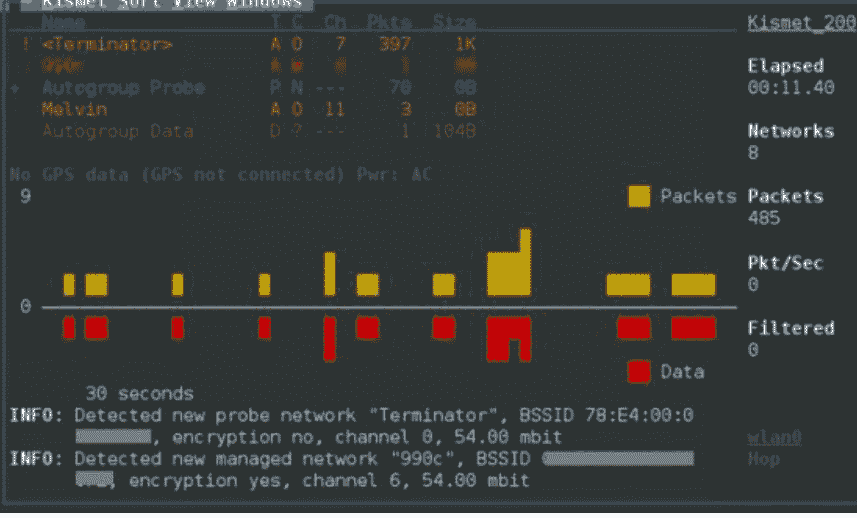 ~ Kismet Sort View Windows
Name T C Ch Pkts Size
! <Terminator> A O 7 397 1K
990c
+ Autogroup Probe P N --- 70 0B
Melvin A O 11 3 0B
Autogroup Data D ? --- 1 104B
No GPS data (GPS not connected) Pwr: AC
9
Packets
0
Data
30 seconds
INFO: Detected new probe network "Terminator", BSSID 78:E4:00:0
, encryption no, channel 0, 54.00 mbit
INFO: Detected new managed network "990c", BSSID
, encryption yes, channel 6, 54.00 mbit
Kismet_200
Elapsed
00:11.40
Networks
8
Packets
485
Pkt/Sec
0
Filtered
0
wlan0
Hop